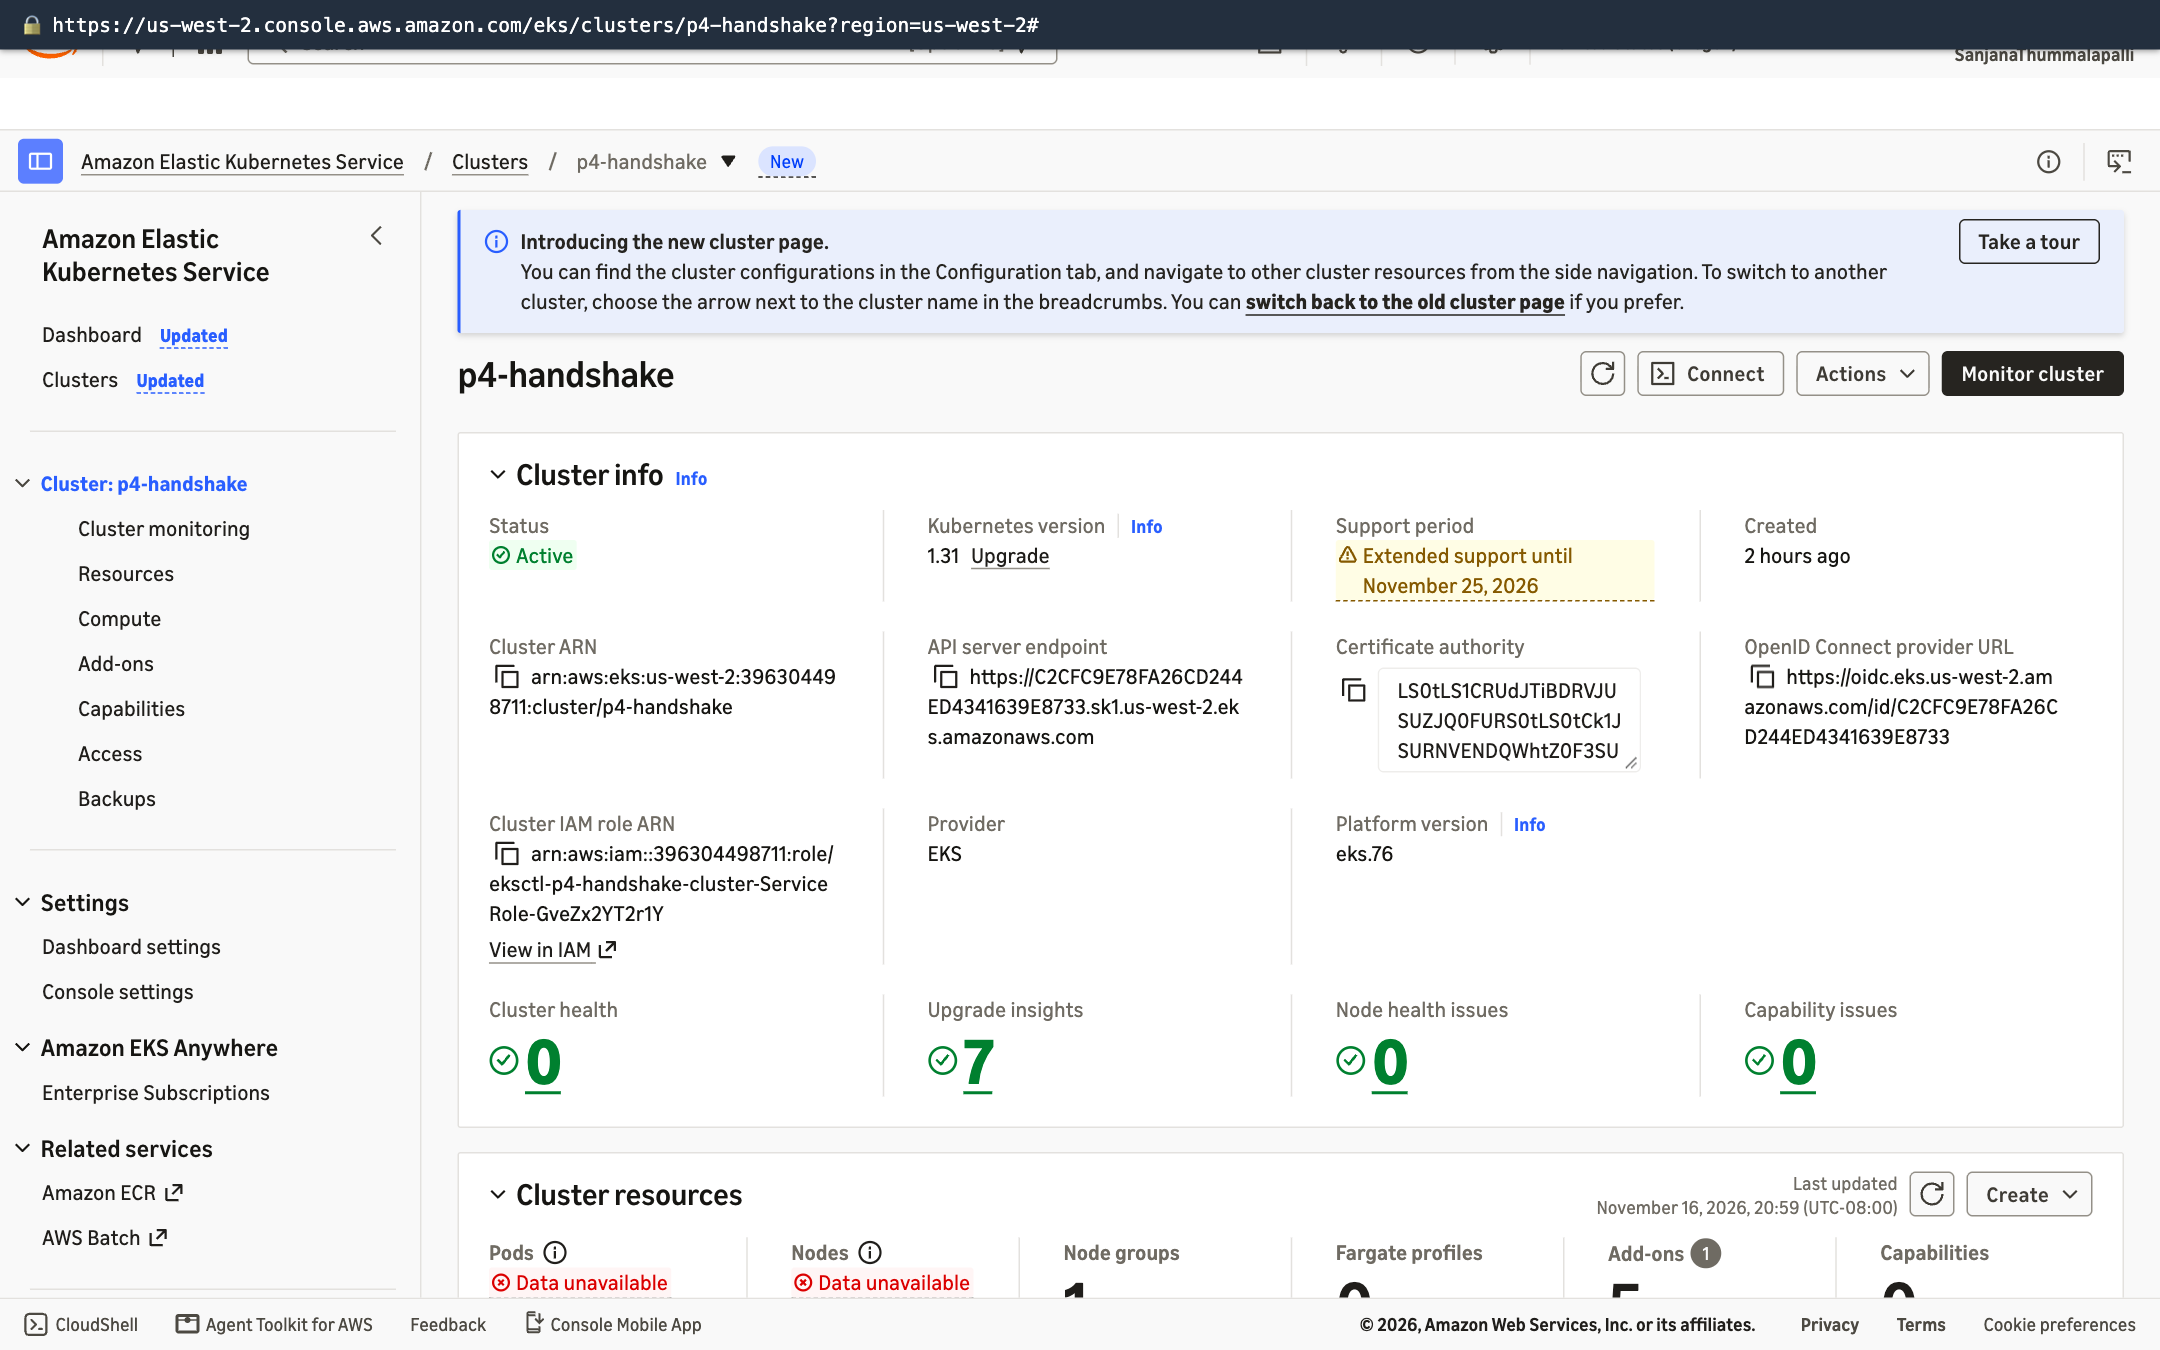 https://us-west-2.console.aws.amazon.com/eks/clusters/p4-handshake?region=us-west-2#
SanjanaThummalapalli
Amazon Elastic Kubernetes Service / Clusters / p4-handshake New
Amazon Elastic
Kubernetes Service
Dashboard Updated
Clusters Updated
Cluster: p4-handshake
Cluster monitoring
Resources
Compute
Add-ons
Capabilities
Access
Backups
Settings
Dashboard settings
Console settings
Amazon EKS Anywhere
Enterprise Subscriptions
Related services
Amazon ECR
AWS Batch
Introducing the new cluster page.
You can find the cluster configurations in the Configuration tab, and navigate to other cluster resources from the side navigation. To switch to another
cluster, choose the arrow next to the cluster name in the breadcrumbs. You can switch back to the old cluster page if you prefer.
Take a tour
p4-handshake
Connect
Actions
Monitor cluster
Cluster info Info
Status
Active
Kubernetes version Info
1.31 Upgrade
Support period
Extended support until
November 25, 2026
Created
2 hours ago
Cluster ARN
arn:aws:eks:us-west-2:39630449
8711:cluster/p4-handshake
API server endpoint
https://C2CFC9E78FA26CD244
ED4341639E8733.sk1.us-west-2.ek
s.amazonaws.com
Certificate authority
LS0tLS1CRUdJTiBDRVJU
SUZJQ0FURS0tLS0tCk1J
SURNVENDQWhtZ0F3SU
OpenID Connect provider URL
https://oidc.eks.us-west-2.am
azonaws.com/id/C2CFC9E78FA26C
D244ED4341639E8733
Cluster IAM role ARN
arn:aws:iam::396304498711:role/
eksctl-p4-handshake-cluster-Service
Role-GveZx2YT2r1Y
View in IAM
Provider
EKS
Platform version Info
eks.76
Cluster health
0
Upgrade insights
7
Node health issues
0
Capability issues
0
Cluster resources
Last updated
November 16, 2026, 20:59 (UTC-08:00)
Create
Pods
Data unavailable
Nodes
Data unavailable
Node groups
1
Fargate profiles
Add-ons 1
Capabilities
CloudShell
Agent Toolkit for AWS
Feedback
Console Mobile App
© 2026, Amazon Web Services, Inc. or its affiliates.
Privacy
Terms
Cookie preferences